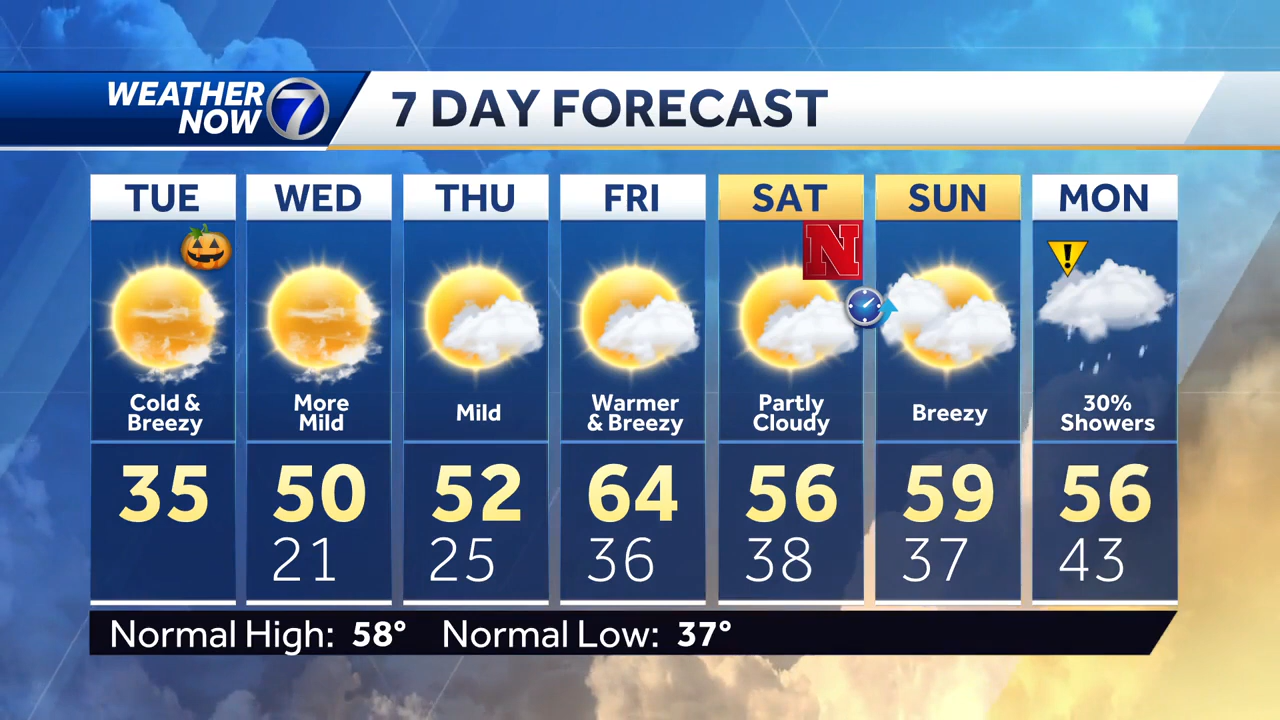 WEATHER
NOW 7
7 DAY FORECAST
TUE WED THU FRI SAT SUN MON
N
!
Cold &
Breezy
More
Mild
Mild
Warmer
& Breezy
Partly
Cloudy
Breezy
30%
Showers
35 50 52 64 56 59 56
21 25 36 38 37 43
Normal High: 58° Normal Low: 37°